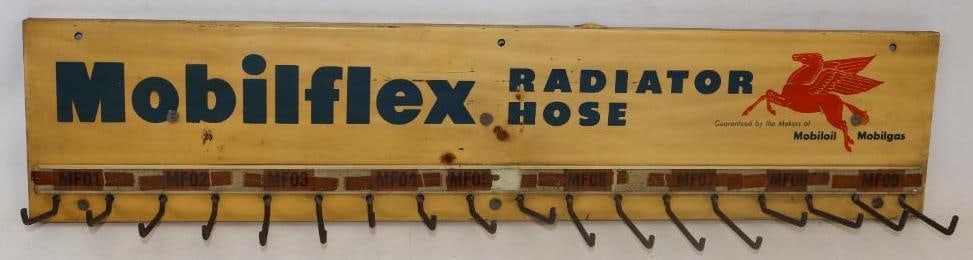 Mobilflex RADIATOR
HOSE
Guaranteed by the Makers of
Mobiloil Mobilgas
MF01 MF02 MF03 MF04 MF05 MF06 MF07 MF08 MF09